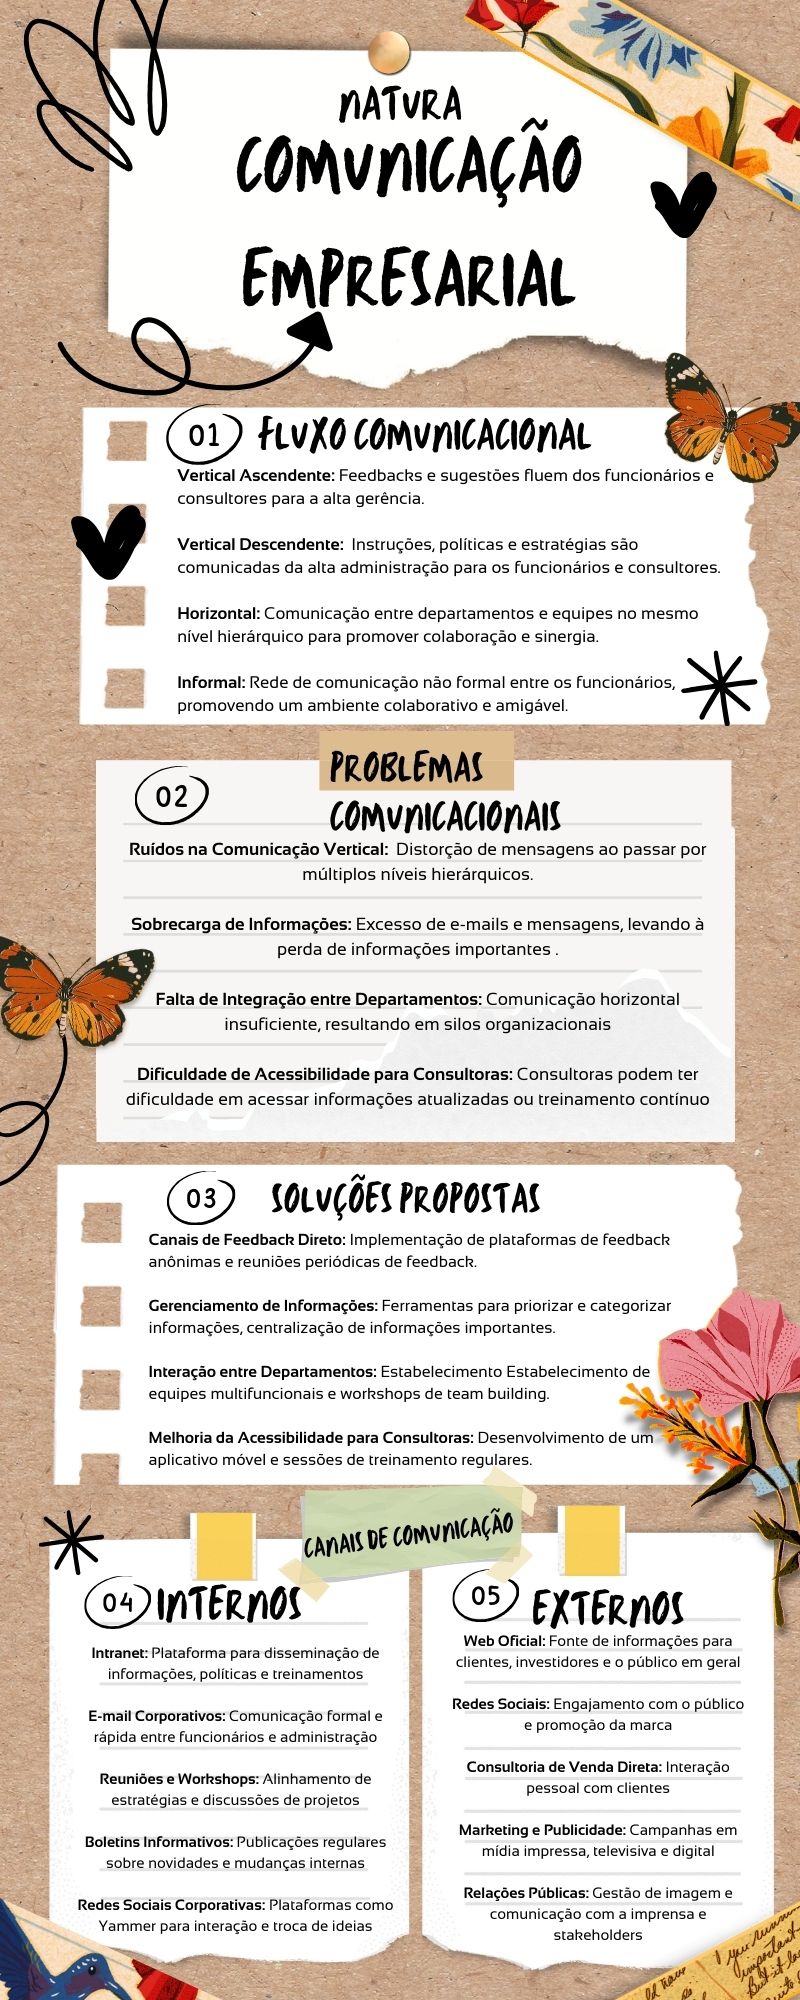 NATURA
COMUNICAÇÃO
EMPRESARIAL
01 FLUXO COMUNICACIONAL
Vertical Ascendente: Feedbacks e sugestões fluem dos funcionários e
consultores para a alta gerência.
Vertical Descendente: Instruções, políticas e estratégias são
comunicadas da alta administração para os funcionários e consultores.
Horizontal: Comunicação entre departamentos e equipes no mesmo
nível hierárquico para promover colaboração e sinergia.
Informal: Rede de comunicação não formal entre os funcionários,
promovendo um ambiente colaborativo e amigável.
02 PROBLEMAS
COMUNICACIONAIS
Ruídos na Comunicação Vertical: Distorção de mensagens ao passar por
múltiplos níveis hierárquicos.
Sobrecarga de Informações: Excesso de e-mails e mensagens, levando à
perda de informações importantes .
Falta de Integração entre Departamentos: Comunicação horizontal
insuficiente, resultando em silos organizacionais
Dificuldade de Acessibilidade para Consultoras: Consultoras podem ter
dificuldade em acessar informações atualizadas ou treinamento contínuo
03 SOLUÇÕES PROPOSTAS
Canais de Feedback Direto: Implementação de plataformas de feedback
anônimas e reuniões periódicas de feedback.
Gerenciamento de Informações: Ferramentas para priorizar e categorizar
informações, centralização de informações importantes.
Interação entre Departamentos: Estabelecimento Estabelecimento de
equipes multifuncionais e workshops de team building.
Melhoria da Acessibilidade para Consultoras: Desenvolvimento de um
aplicativo móvel e sessões de treinamento regulares.
CANAIS DE COMUNICAÇÃO
04 INTERNOS
Intranet: Plataforma para disseminação de
informações, políticas e treinamentos
E-mail Corporativos: Comunicação formal e
rápida entre funcionários e administração
Reuniões e Workshops: Alinhamento de
estratégias e discussões de projetos
Boletins Informativos: Publicações regulares
sobre novidades e mudanças internas
Redes Sociais Corporativas: Plataformas como
Yammer para interação e troca de ideias
05 EXTERNOS
Web Oficial: Fonte de informações para
clientes, investidores e o público em geral
Redes Sociais: Engajamento com o público
e promoção da marca
Consultoria de Venda Direta: Interação
pessoal com clientes
Marketing e Publicidade: Campanhas em
mídia impressa, televisiva e digital
Relações Públicas: Gestão de imagem e
comunicação com a imprensa e
stakeholders